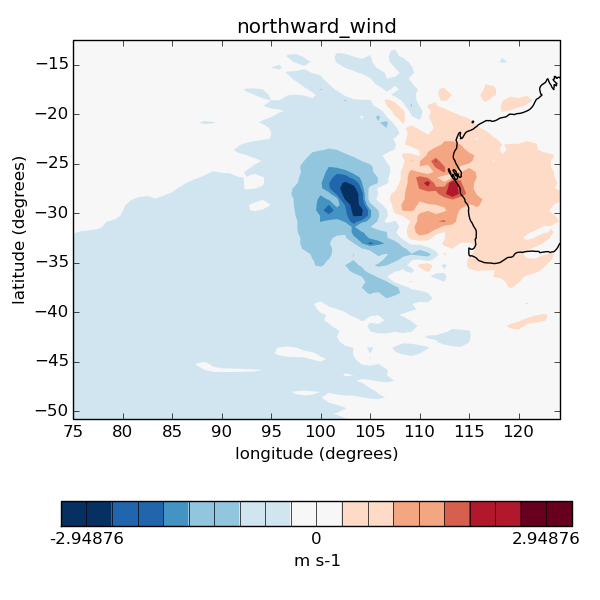 northward_wind
−15
−20
−25
−30
−35
−40
−45
−50
latitude (degrees)
75 80 85 90 95 100 105 110 115 120
longitude (degrees)
-2.94876 0 2.94876
m s-1